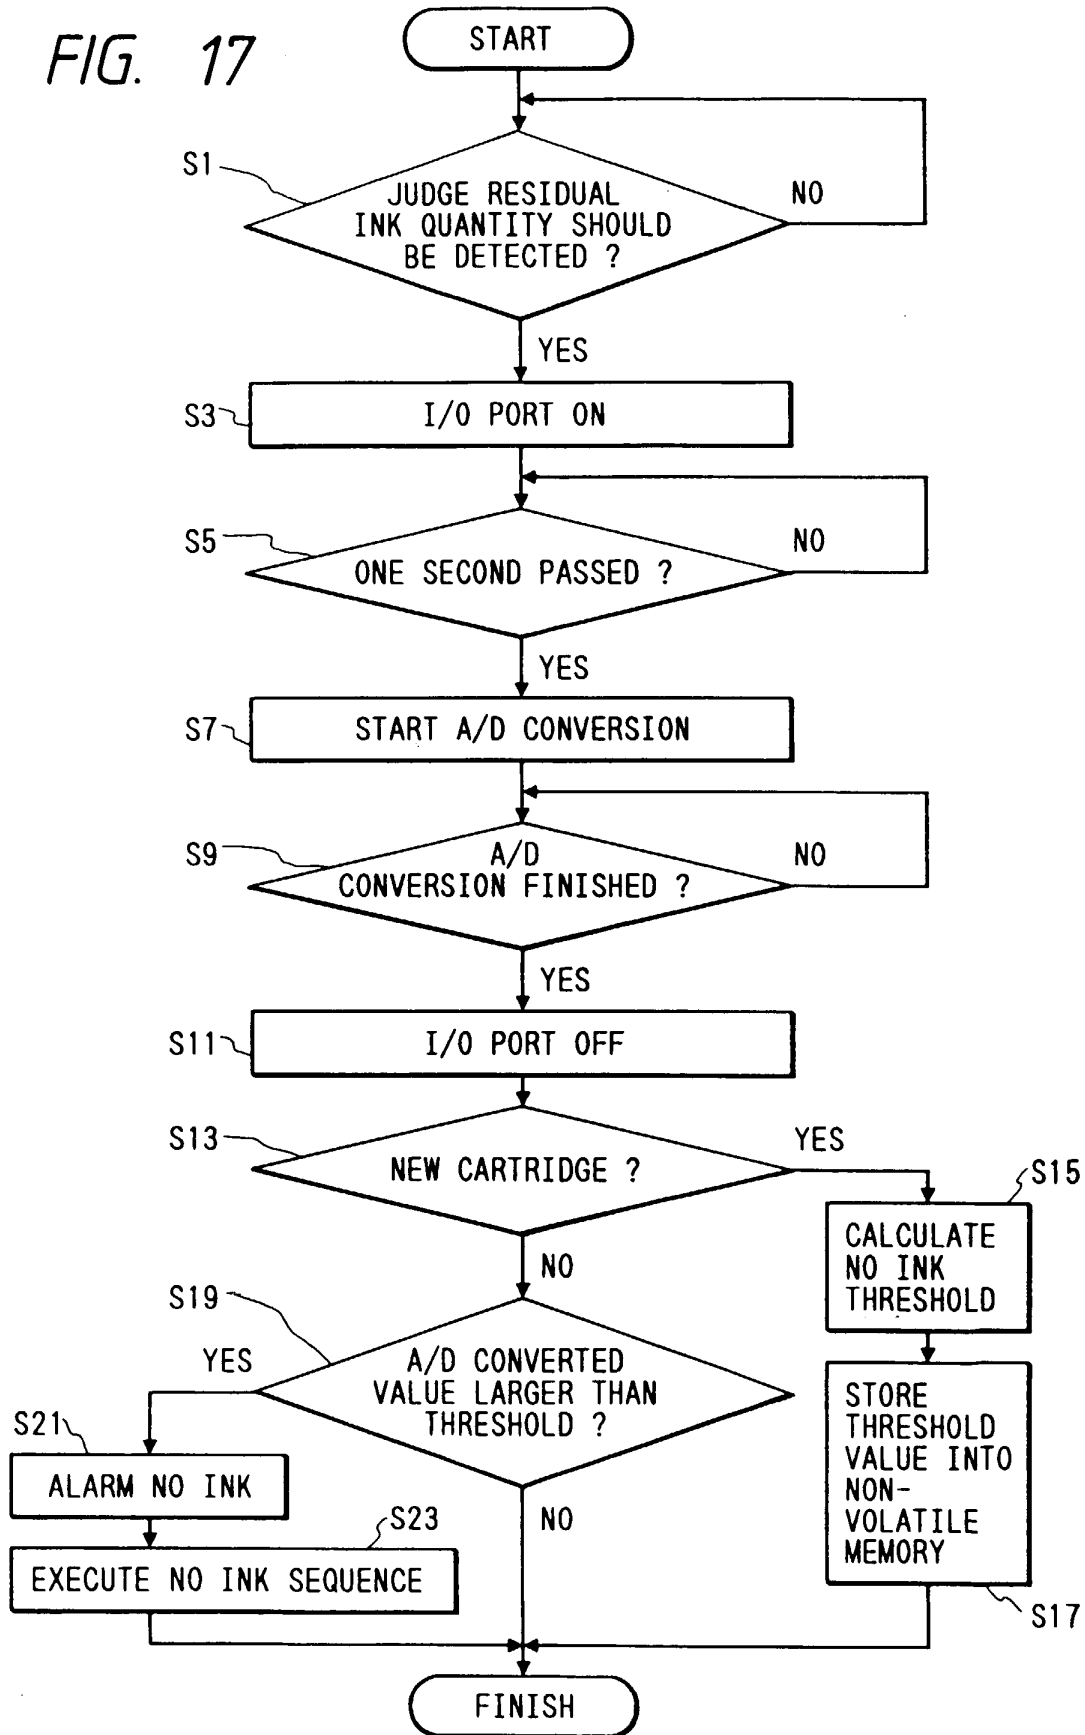 FIG. 17
START
S1
JUDGE RESIDUAL
INK QUANTITY SHOULD
BE DETECTED ?
NO
YES
S3
I/O PORT ON
S5
ONE SECOND PASSED ?
NO
YES
S7
START A/D CONVERSION
S9
A/D
CONVERSION FINISHED ?
NO
YES
S11
I/O PORT OFF
S13
NEW CARTRIDGE ?
YES
NO
S15
CALCULATE
NO INK
THRESHOLD
STORE
THRESHOLD
VALUE INTO
NON-
VOLATILE
MEMORY
S17
S19
A/D CONVERTED
VALUE LARGER THAN
THRESHOLD ?
YES
NO
S21
ALARM NO INK
S23
EXECUTE NO INK SEQUENCE
FINISH